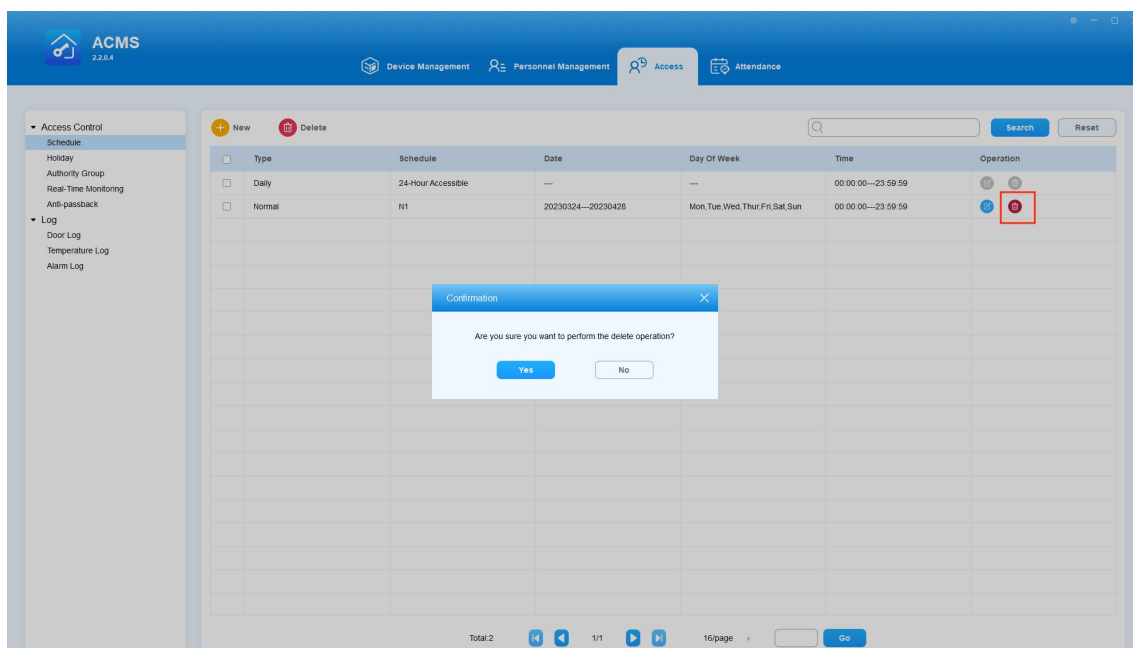 ACMS
2.2.0.4
Device Management Personnel Management Access Attendance
Access Control
Schedule
Holiday
Authority Group
Real-Time Monitoring
Anti-passback
Log
Door Log
Temperature Log
Alarm Log
New Delete Search Reset
Type Schedule Date Day Of Week Time Operation
Daily 24-Hour Accessible --- --- 00:00:00---23:59:59
Normal N1 20230324---20230428 Mon,Tue,Wed,Thur,Fri,Sat,Sun 00:00:00---23:59:59
Confirmation
Are you sure you want to perform the delete operation?
Yes No
Total:2 1/1 16/page Go